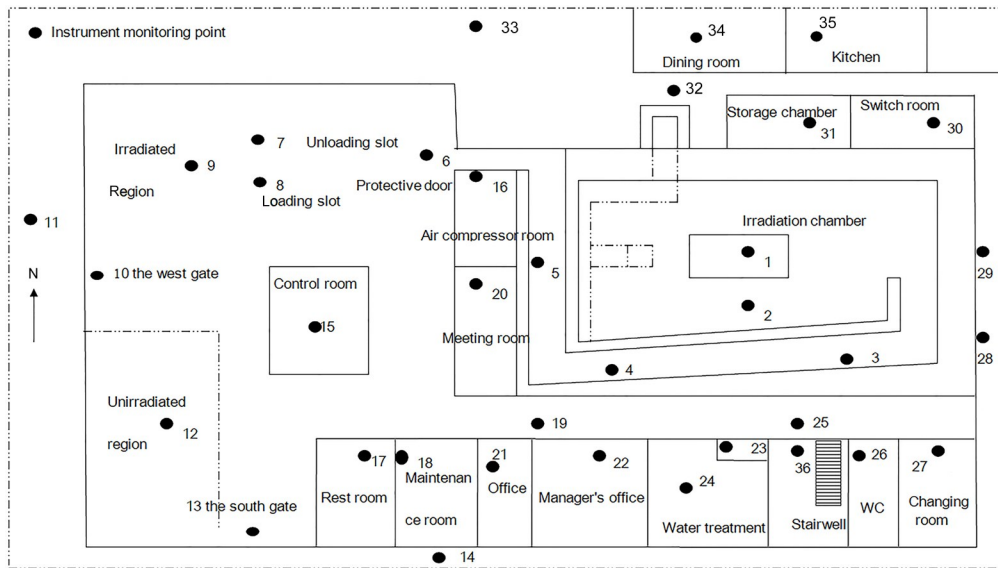 Instrument monitoring point
33
34
35
Dining room
Kitchen
32
Storage chamber
Switch room
31
30
Irradiated
Region
7
Unloading slot
9
6
8
Protective door
16
Loading slot
11
Air compressor room
Irradiation chamber
1
5
29
N
10 the west gate
Control room
20
2
15
Meeting room
3
28
4
Unirradiated
region
12
19
25
17
18
21
22
23
24
36
26
27
Maintenan
ce room
Rest room
Office
Manager's office
Water treatment
Stairwell
WC
Changing
room
13 the south gate
14